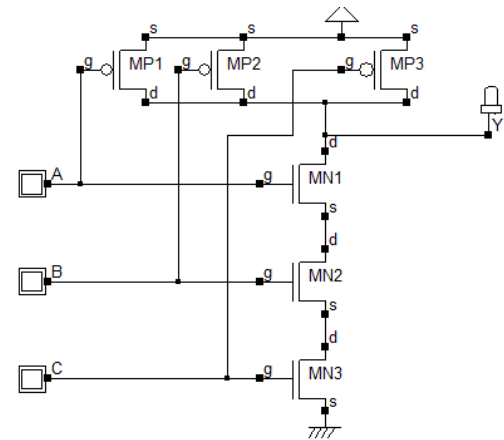 s s s
g MP1 g MP2 g MP3
d d d
Y
d
A g MN1
s
d
B g MN2
s
d
C g MN3
s